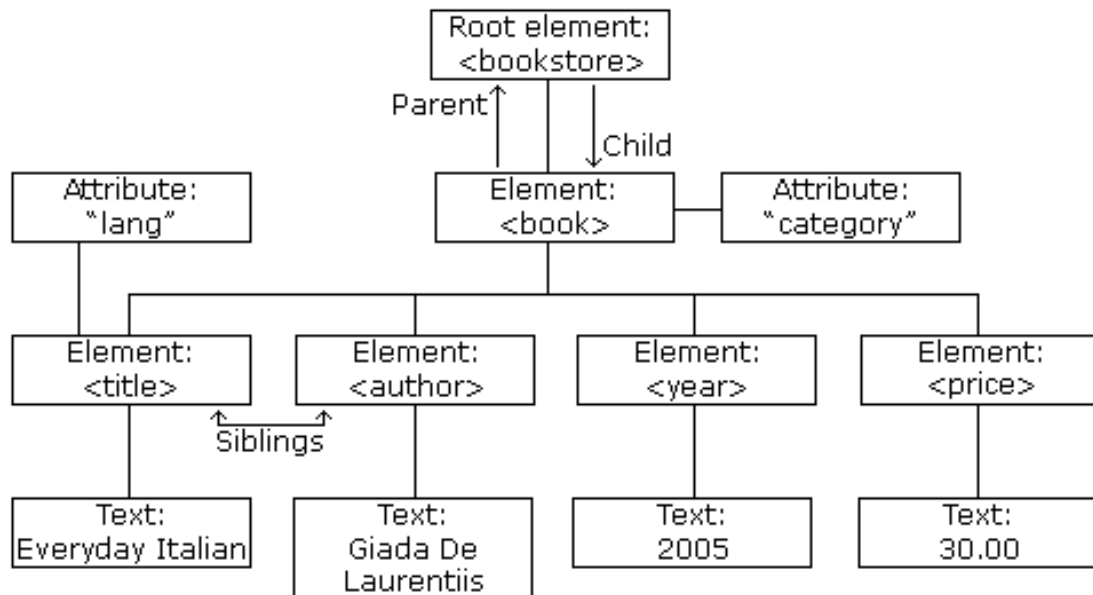 Root element:
<bookstore>
Parent
Child
Attribute:
“lang”
Element:
<book>
Attribute:
“category”
Element:
<title>
Element:
<author>
Element:
<year>
Element:
<price>
Siblings
Text:
Everyday Italian
Text:
Giada De
Laurentiis
Text:
2005
Text:
30.00